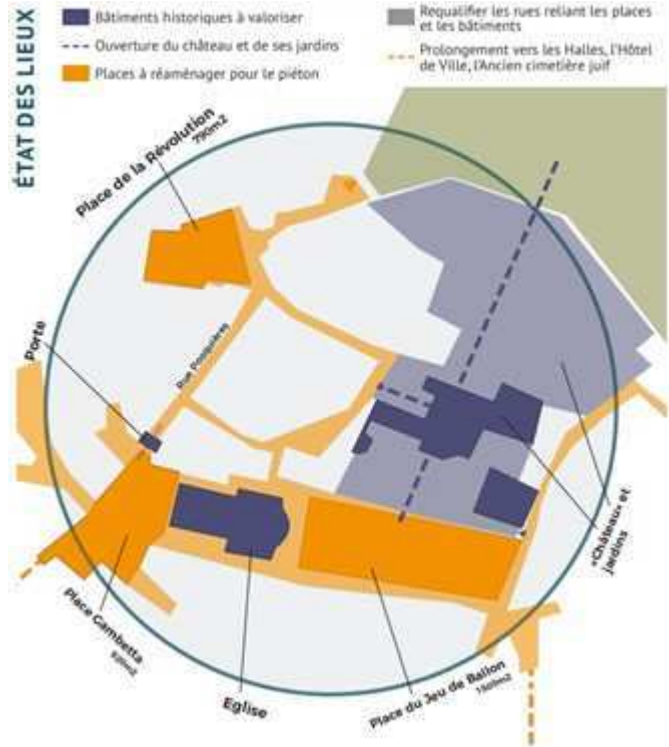 ÉTAT DES LIEUX
Bâtiments historiques à valoriser
Ouverture du château et de ses jardins
Places à réaménager pour le piéton
Requalifier les rues reliant les places
et les bâtiments
Prolongement vers les Halles, l'Hôtel
de Ville, l'Ancien cimetière juif
Place de la Révolution
790m2
Porte
«Château» et
jardins
Place Gambetta
Eglise
Place du Jeu de Ballon